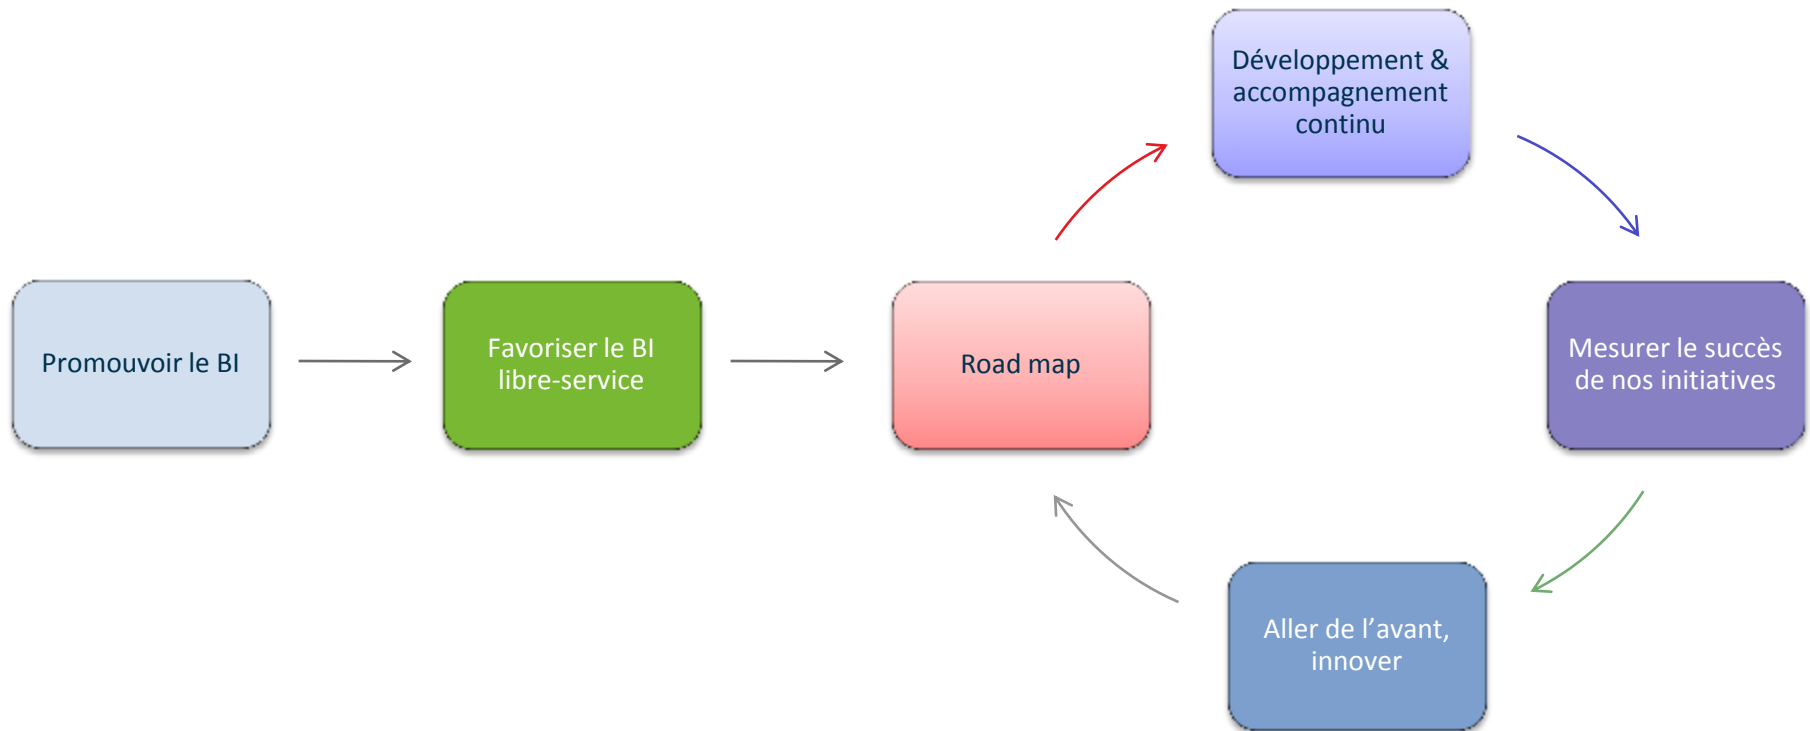 Promouvoir le BI
Favoriser le BI
libre-service
Road map
Développement &
accompagnement
continu
Mesurer le succès
de nos initiatives
Aller de l’avant,
innover